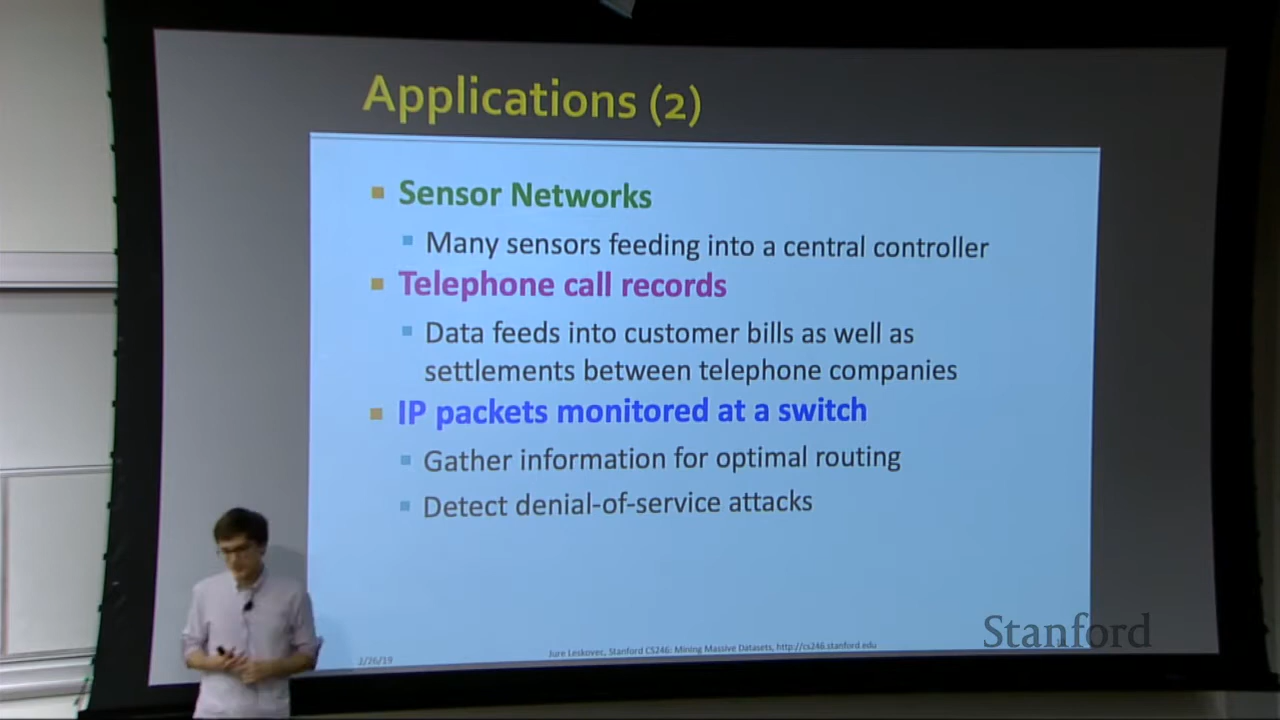 Applications (2)
Sensor Networks
Many sensors feeding into a central controller
Telephone call records
Data feeds into customer bills as well as
settlements between telephone companies
IP packets monitored at a switch
Gather information for optimal routing
Detect denial-of-service attacks
Stanford
2/26/19
Jure Leskovec, Stanford CS246: Mining Massive Datasets, http://cs246.stanford.edu